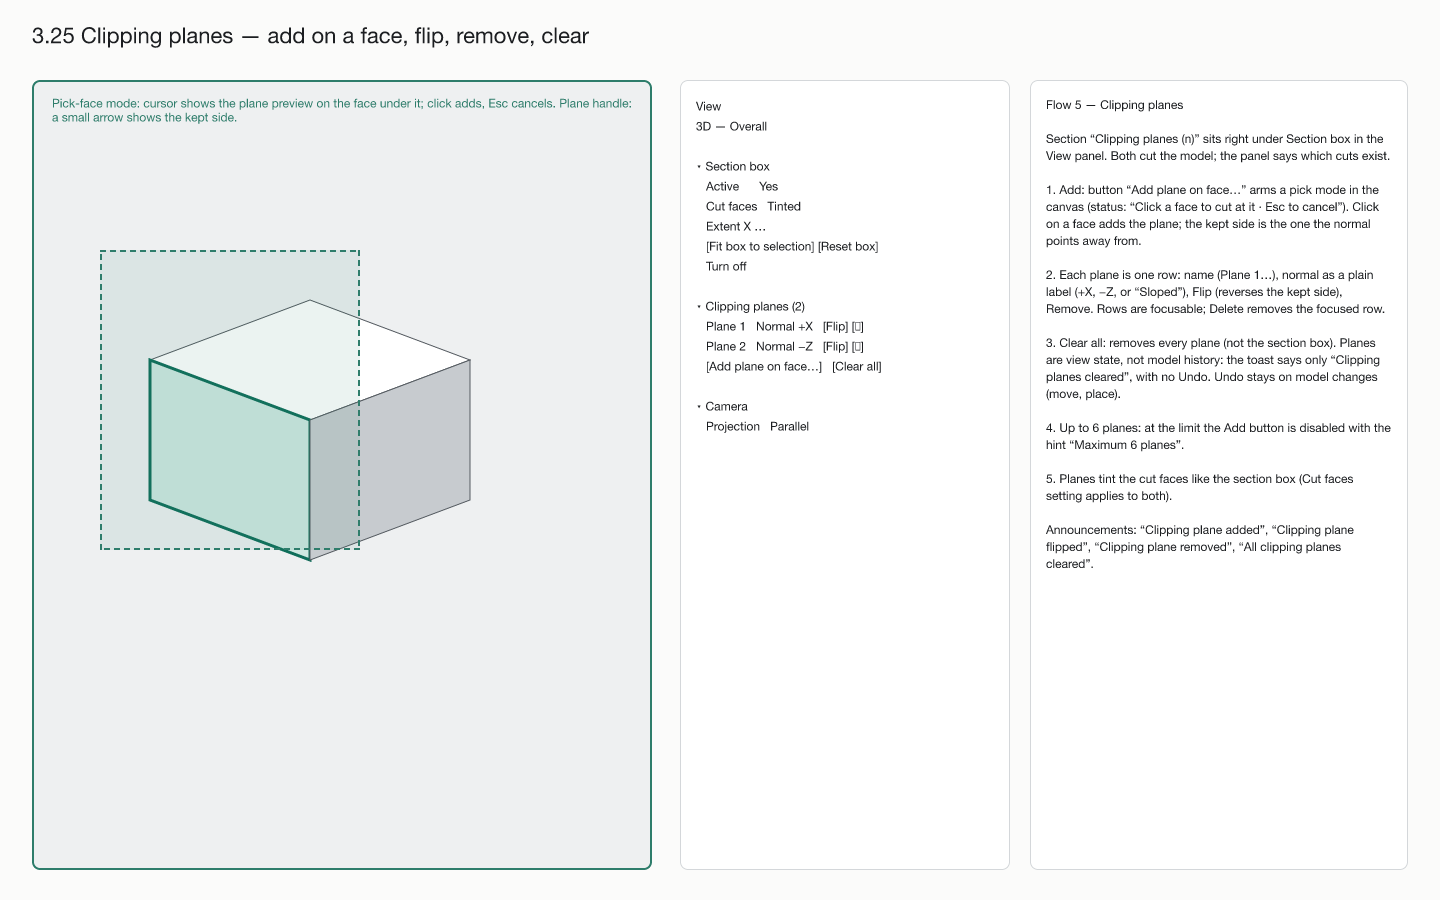 3.25 Clipping planes — add on a face, flip, remove, clear
Pick-face mode: cursor shows the plane preview on the face under it; click adds, Esc cancels. Plane handle:
a small arrow shows the kept side.
View
3D — Overall
• Section box
Active Yes
Cut faces Tinted
Extent X …
[Fit box to selection] [Reset box]
Turn off
• Clipping planes (2)
Plane 1 Normal +X [Flip] []
Plane 2 Normal −Z [Flip] []
[Add plane on face…] [Clear all]
• Camera
Projection Parallel
Flow 5 — Clipping planes
Section “Clipping planes (n)” sits right under Section box in the
View panel. Both cut the model; the panel says which cuts exist.
1. Add: button “Add plane on face…” arms a pick mode in the
canvas (status: “Click a face to cut at it · Esc to cancel”). Click
on a face adds the plane; the kept side is the one the normal
points away from.
2. Each plane is one row: name (Plane 1…), normal as a plain
label (+X, −Z, or “Sloped”), Flip (reverses the kept side),
Remove. Rows are focusable; Delete removes the focused row.
3. Clear all: removes every plane (not the section box). Planes
are view state, not model history: the toast says only “Clipping
planes cleared”, with no Undo. Undo stays on model changes
(move, place).
4. Up to 6 planes: at the limit the Add button is disabled with the
hint “Maximum 6 planes”.
5. Planes tint the cut faces like the section box (Cut faces
setting applies to both).
Announcements: “Clipping plane added”, “Clipping plane
flipped”, “Clipping plane removed”, “All clipping planes
cleared”.